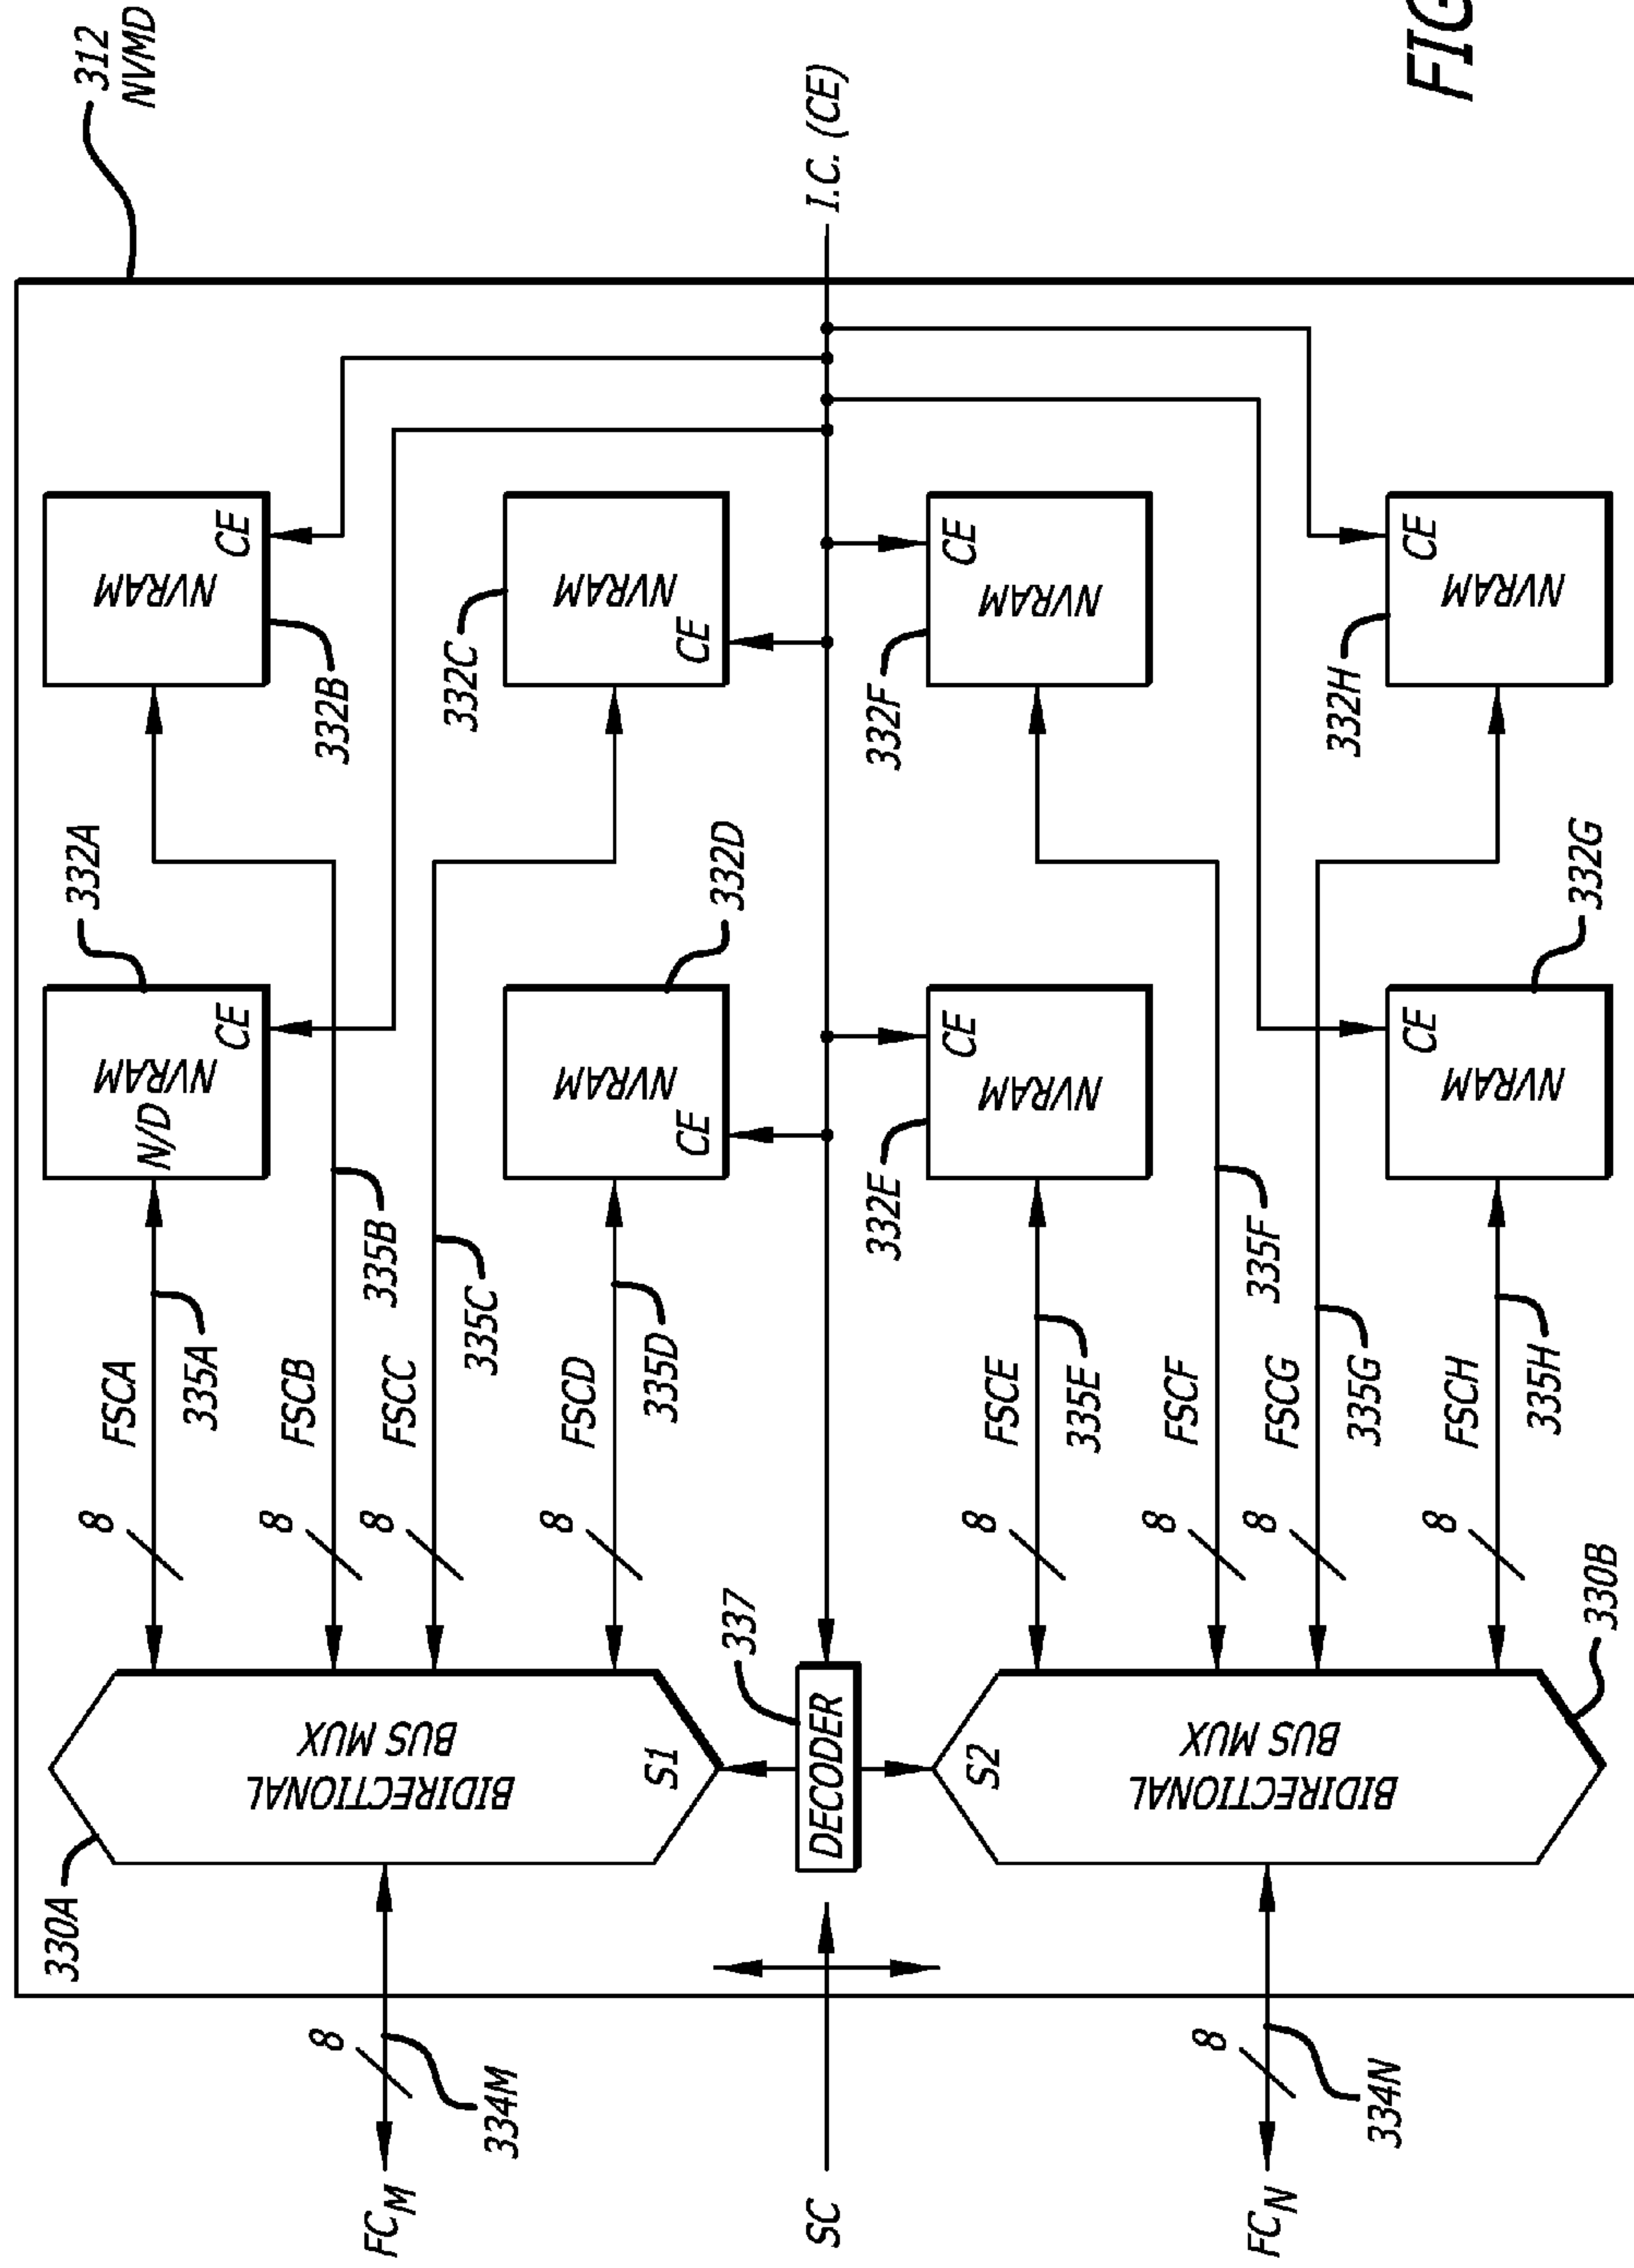 312
NVMD
FIG
I.C. (CE)
NVRAM
CE
332B
NVRAM
CE
332C
NVRAM
CE
332F
NVRAM
CE
332H
NVRAM
N/D
CE
332A
NVRAM
CE
332D
NVRAM
CE
332E
NVRAM
CE
332G
FSCA
8
335A
FSCB
8
335B
FSCC
8
335C
FSCD
8
335D
FSCE
8
335E
FSCF
8
335F
FSCG
8
335G
FSCH
8
335H
BIDIRECTIONAL
BUS MUX
S1
330A
DECODER
337
BIDIRECTIONAL
BUS MUX
S2
330B
FCM
8
334M
SC
FCN
8
334N